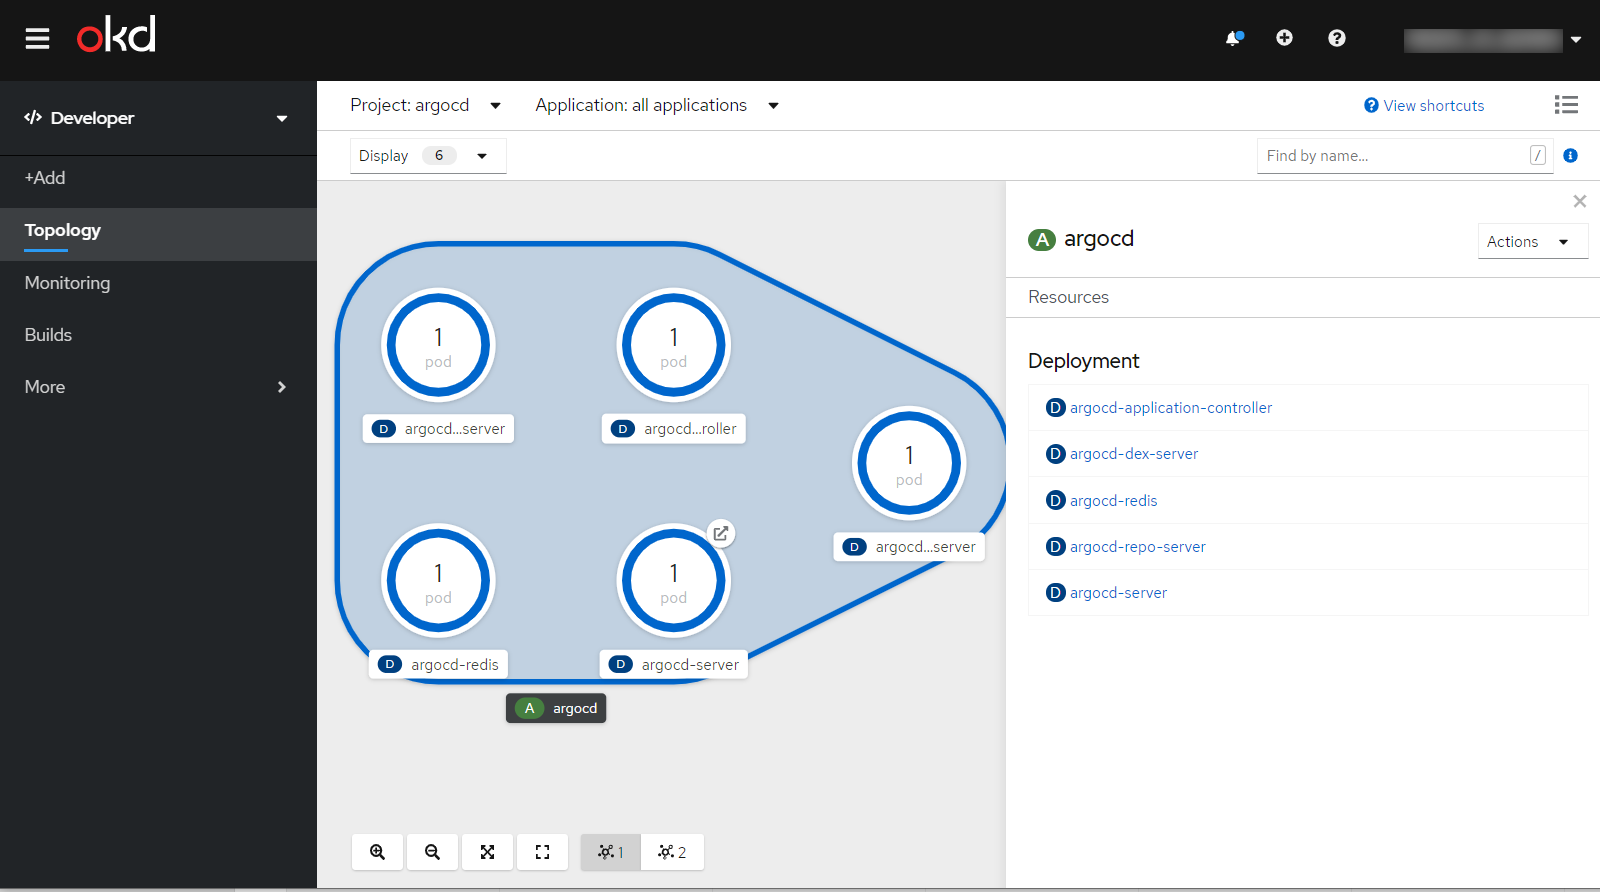 okd
Developer
+Add
Topology
Monitoring
Builds
More
Project: argocd
Application: all applications
View shortcuts
Display 6
Find by name...
/
1
pod
D argocd...server
1
pod
D argocd...roller
1
pod
D argocd...server
1
pod
D argocd-redis
1
pod
D argocd-server
A argocd
1
2
A argocd
Actions
Resources
Deployment
D argocd-application-controller
D argocd-dex-server
D argocd-redis
D argocd-repo-server
D argocd-server